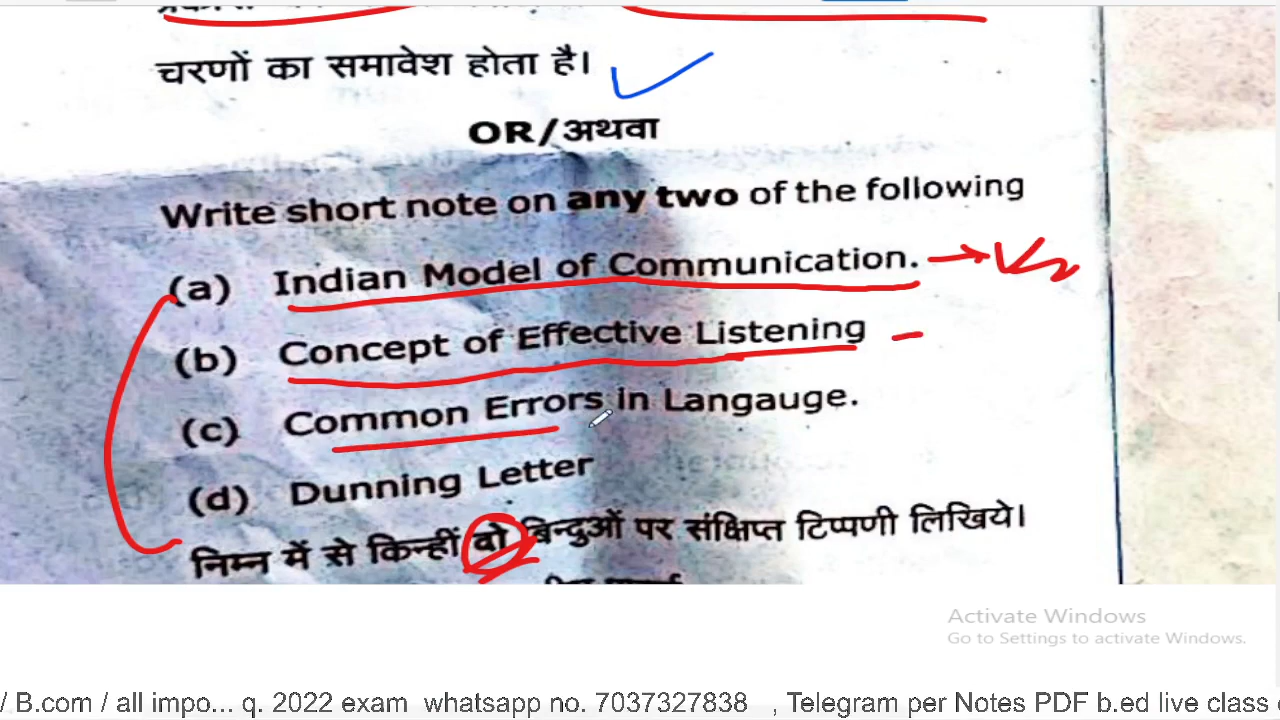 चरणों का समावेश होता है।
OR/अथवा
Write short note on any two of the following
(a) Indian Model of Communication.
(b) Concept of Effective Listening
(c) Common Errors in Langauge.
(d) Dunning Letter
निम्न में से किन्हीं दो बिन्दुओं पर संक्षिप्त टिप्पणी लिखिये।
Activate Windows
Go to Settings to activate Windows.
/ B.com / all impo... q. 2022 exam whatsapp no. 7037327838 , Telegram per Notes PDF b.ed live class